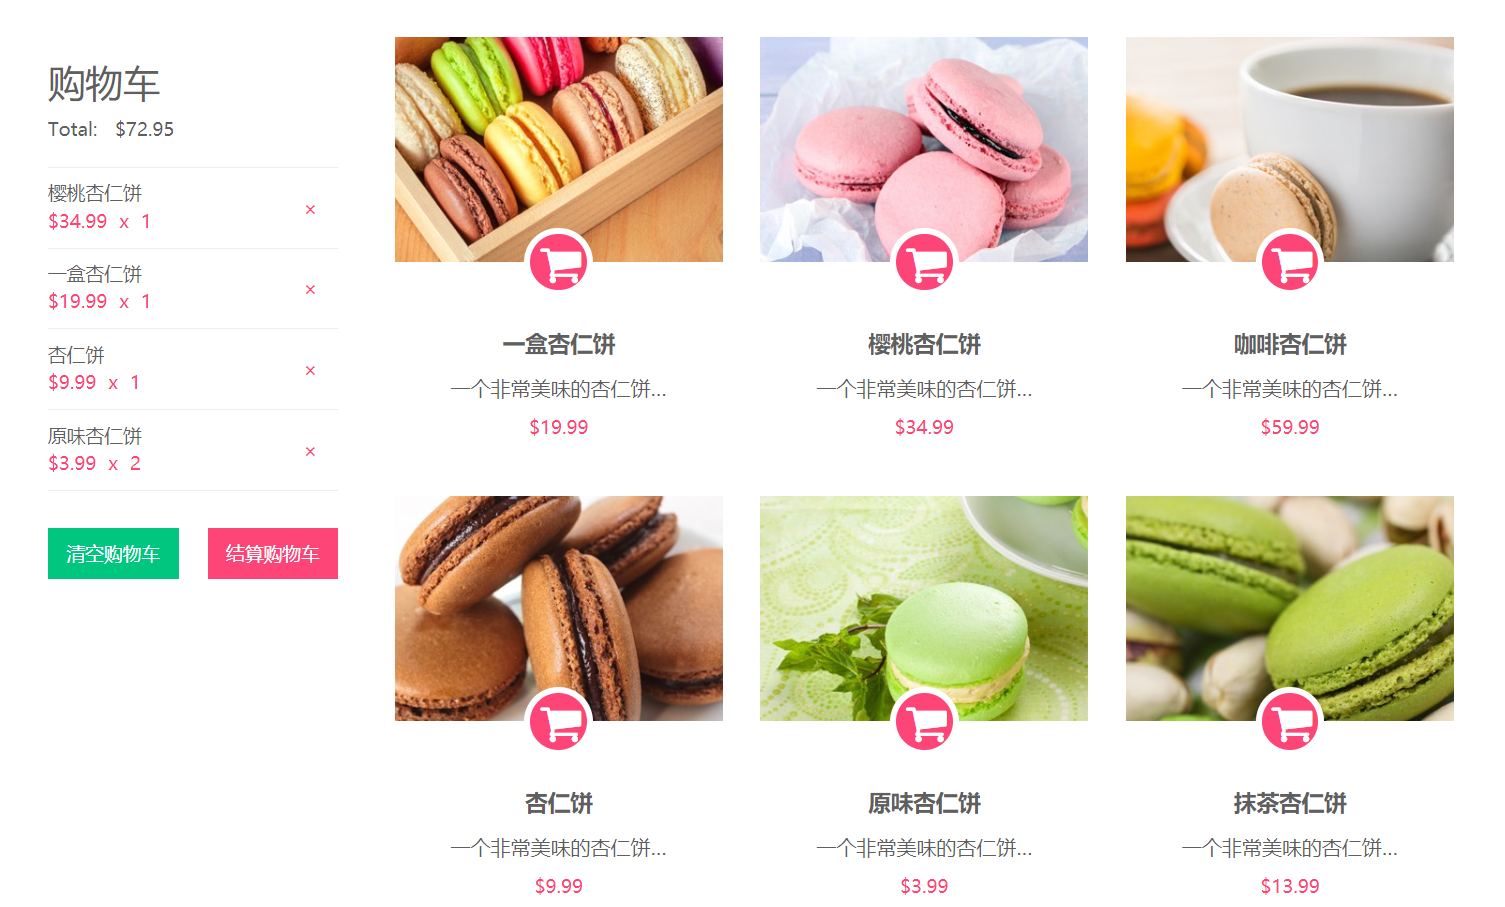 购物车
Total: $72.95
樱桃杏仁饼
$34.99 x 1
×
一盒杏仁饼
$19.99 x 1
×
杏仁饼
$9.99 x 1
×
原味杏仁饼
$3.99 x 2
×
清空购物车 结算购物车
一盒杏仁饼
一个非常美味的杏仁饼...
$19.99
樱桃杏仁饼
一个非常美味的杏仁饼...
$34.99
咖啡杏仁饼
一个非常美味的杏仁饼...
$59.99
杏仁饼
一个非常美味的杏仁饼...
$9.99
原味杏仁饼
一个非常美味的杏仁饼...
$3.99
抹茶杏仁饼
一个非常美味的杏仁饼...
$13.99